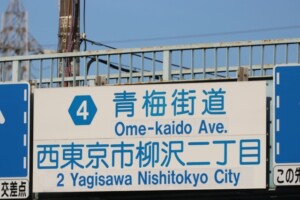 4 青梅街道
Ome-kaido Ave.
西東京市柳沢二丁目
2 Yagisawa Nishitokyo City
交差点
この先